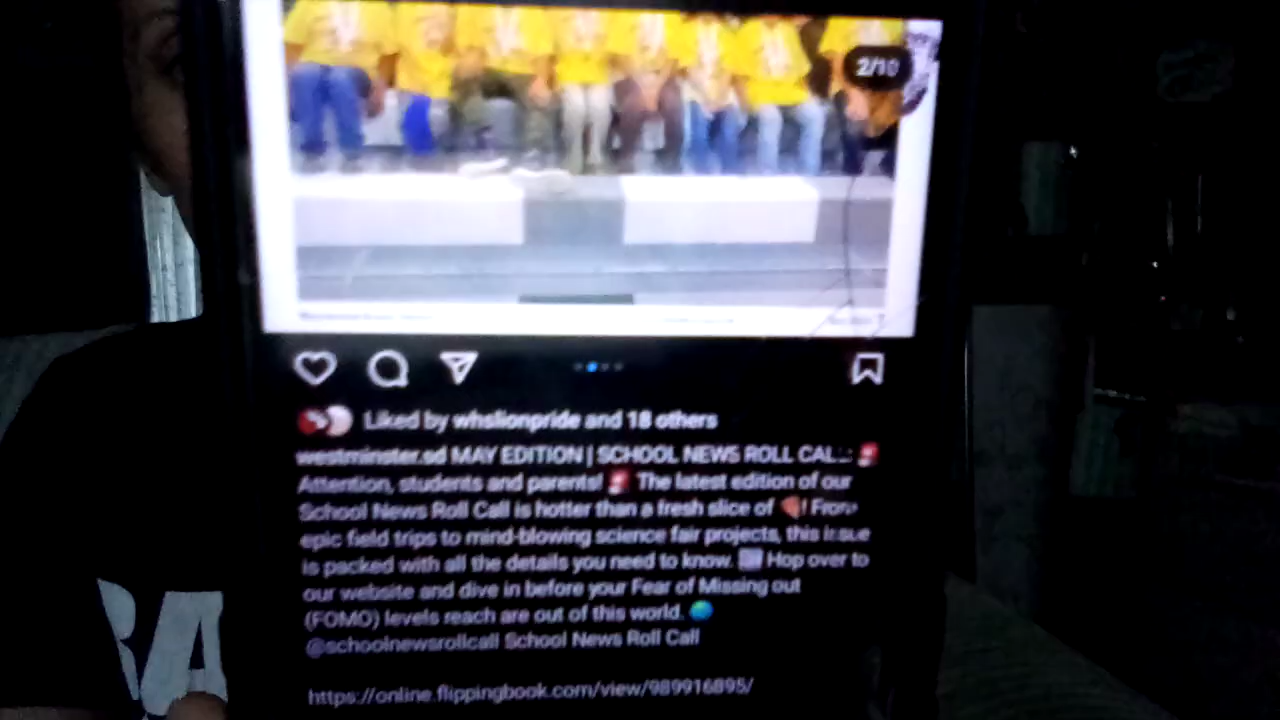 2/10
Liked by whslionpride and 18 others
westminster.sd MAY EDITION | SCHOOL NEWS ROLL CALL: 🚨
Attention, students and parents! 🚨 The latest edition of our
School News Roll Call is hotter than a fresh slice of 🍕! From
epic field trips to mind-blowing science fair projects, this issue
is packed with all the details you need to know. 📰 Hop over to
our website and dive in before your Fear of Missing out
(FOMO) levels reach are out of this world. 🌍
@schoolnewsrollcall School News Roll Call
https://online.flippingbook.com/view/989916895/